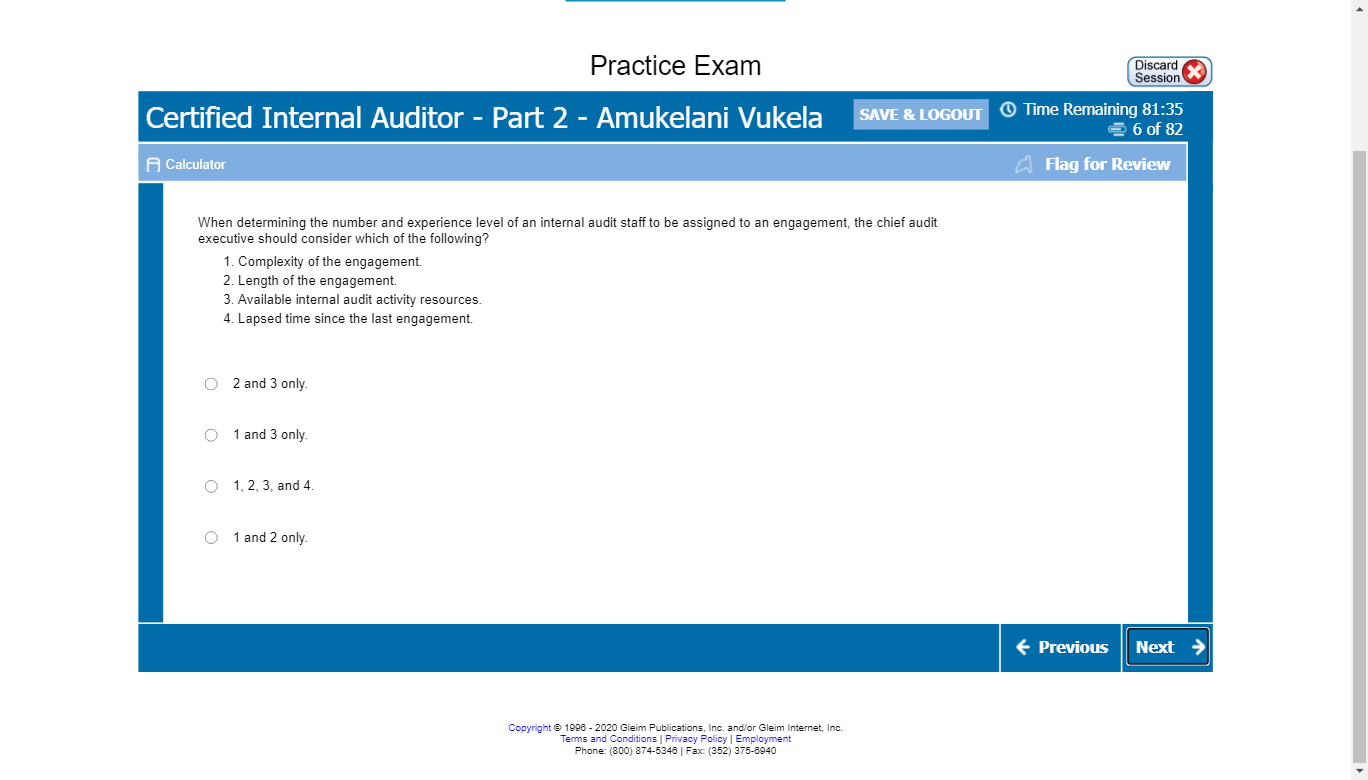 Practice Exam
Discard
Session
Certified Internal Auditor - Part 2 - Amukelani Vukela
SAVE & LOGOUT
Time Remaining 81:35
6 of 82
Calculator
Flag for Review
When determining the number and experience level of an internal audit staff to be assigned to an engagement, the chief audit
executive should consider which of the following?
1. Complexity of the engagement.
2. Length of the engagement.
3. Available internal audit activity resources.
4. Lapsed time since the last engagement.
2 and 3 only.
1 and 3 only.
1, 2, 3, and 4.
1 and 2 only.
Previous
Next
Copyright © 1996 - 2020 Gleim Publications, Inc. and/or Gleim Internet, Inc.
Terms and Conditions | Privacy Policy | Employment
Phone: (800) 874-5346 | Fax: (352) 375-6940